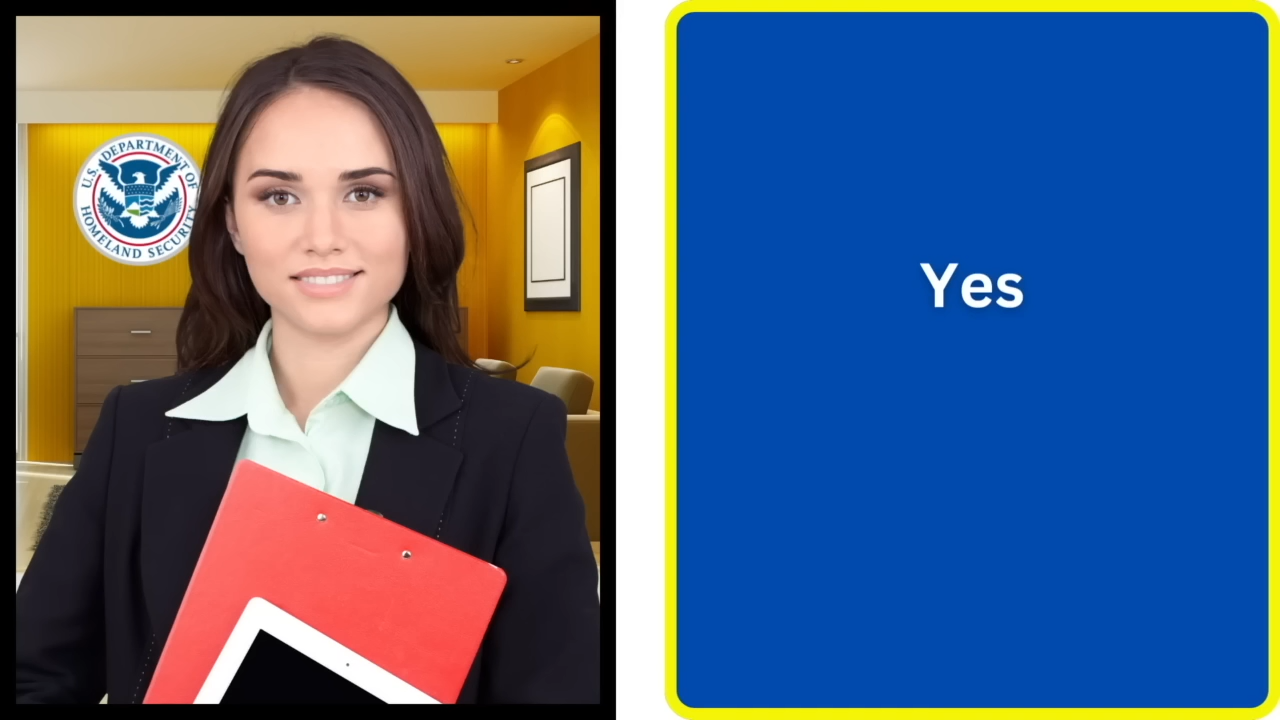 U.S. DEPARTMENT OF
HOMELAND SECURITY
Yes